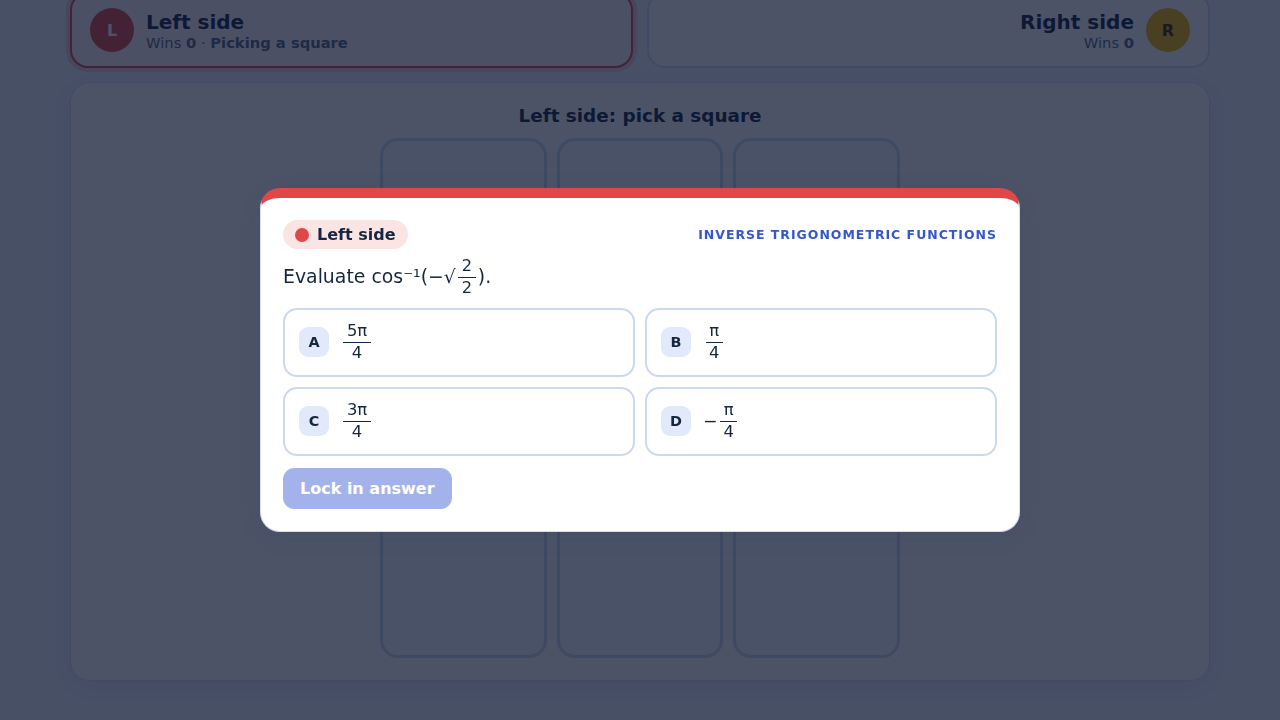 L
Left side
Wins 0 · Picking a square
Right side
Wins 0
R
Left side: pick a square
Left side
INVERSE TRIGONOMETRIC FUNCTIONS
Evaluate cos⁻¹(−√2/2).
A 5π/4
B π/4
C 3π/4
D −π/4
Lock in answer